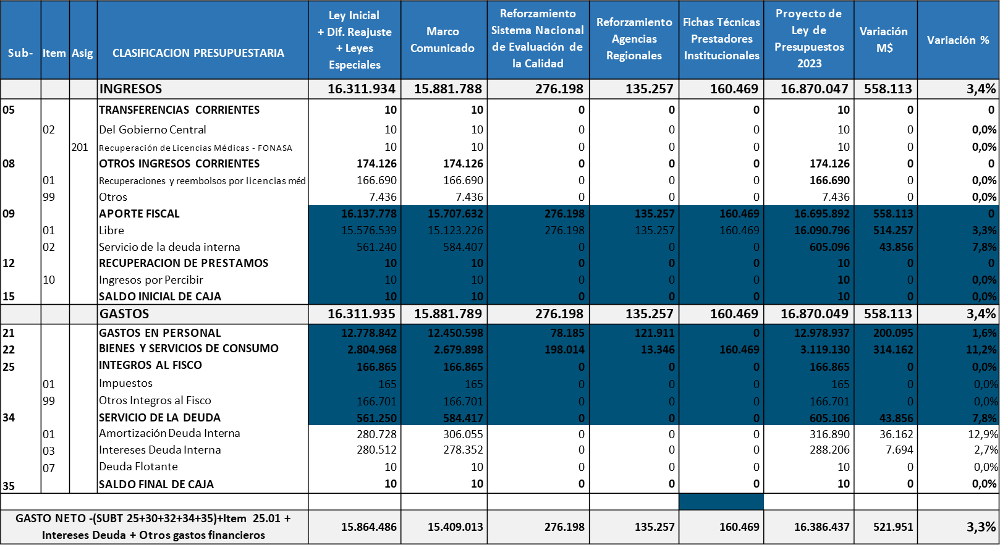 Sub- Item Asig CLASIFICACION PRESUPUESTARIA Ley Inicial + Dif. Reajuste + Leyes Especiales Marco Comunicado Reforzamiento Sistema Nacional de Evaluación de la Calidad Reforzamiento Agencias Regionales Fichas Técnicas Prestadores Institucionales Proyecto de Ley de Presupuestos 2023 Variación M$ Variación %
INGRESOS 16.311.934 15.881.788 276.198 135.257 160.469 16.870.047 558.113 3,4%
05 TRANSFERENCIAS CORRIENTES 10 10 0 0 0 10 0 0
02 Del Gobierno Central 10 10 0 0 0 10 0 0,0%
201 Recuperación de Licencias Médicas - FONASA 10 10 0 0 0 10 0 0,0%
08 OTROS INGRESOS CORRIENTES 174.126 174.126 0 0 0 174.126 0 0
01 Recuperaciones y reembolsos por licencias méd 166.690 166.690 0 0 0 166.690 0 0,0%
99 Otros 7.436 7.436 0 0 0 7.436 0 0,0%
09 APORTE FISCAL 16.137.778 15.707.632 276.198 135.257 160.469 16.695.892 558.113 0
01 Libre 15.576.539 15.123.226 276.198 135.257 160.469 16.090.796 514.257 3,3%
02 Servicio de la deuda interna 561.240 584.407 0 0 0 605.096 43.856 7,8%
12 RECUPERACION DE PRESTAMOS 10 10 0 0 0 10 0 0
10 Ingresos por Percibir 10 10 0 0 0 10 0 0,0%
15 SALDO INICIAL DE CAJA 10 10 0 0 0 10 0 0,0%
GASTOS 16.311.935 15.881.789 276.198 135.257 160.469 16.870.049 558.113 3,4%
21 GASTOS EN PERSONAL 12.778.842 12.450.598 78.185 121.911 0 12.978.937 200.095 1,6%
22 BIENES Y SERVICIOS DE CONSUMO 2.804.968 2.679.898 198.014 13.346 160.469 3.119.130 314.162 11,2%
25 INTEGROS AL FISCO 166.865 166.865 0 0 0 166.865 0 0,0%
01 Impuestos 165 165 0 0 0 165 0 0,0%
99 Otros Integros al Fisco 166.701 166.701 0 0 0 166.701 0 0,0%
34 SERVICIO DE LA DEUDA 561.250 584.417 0 0 0 605.106 43.856 7,8%
01 Amortización Deuda Interna 280.728 306.055 0 0 0 316.890 36.162 12,9%
03 Intereses Deuda Interna 280.512 278.352 0 0 0 288.206 7.694 2,7%
07 Deuda Flotante 10 10 0 0 0 10 0 0,0%
35 SALDO FINAL DE CAJA 10 10 0 0 0 10 0 0,0%
GASTO NETO -(SUBT 25+30+32+34+35)+Item 25.01 + Intereses Deuda + Otros gastos financieros 15.864.486 15.409.013 276.198 135.257 160.469 16.386.437 521.951 3,3%